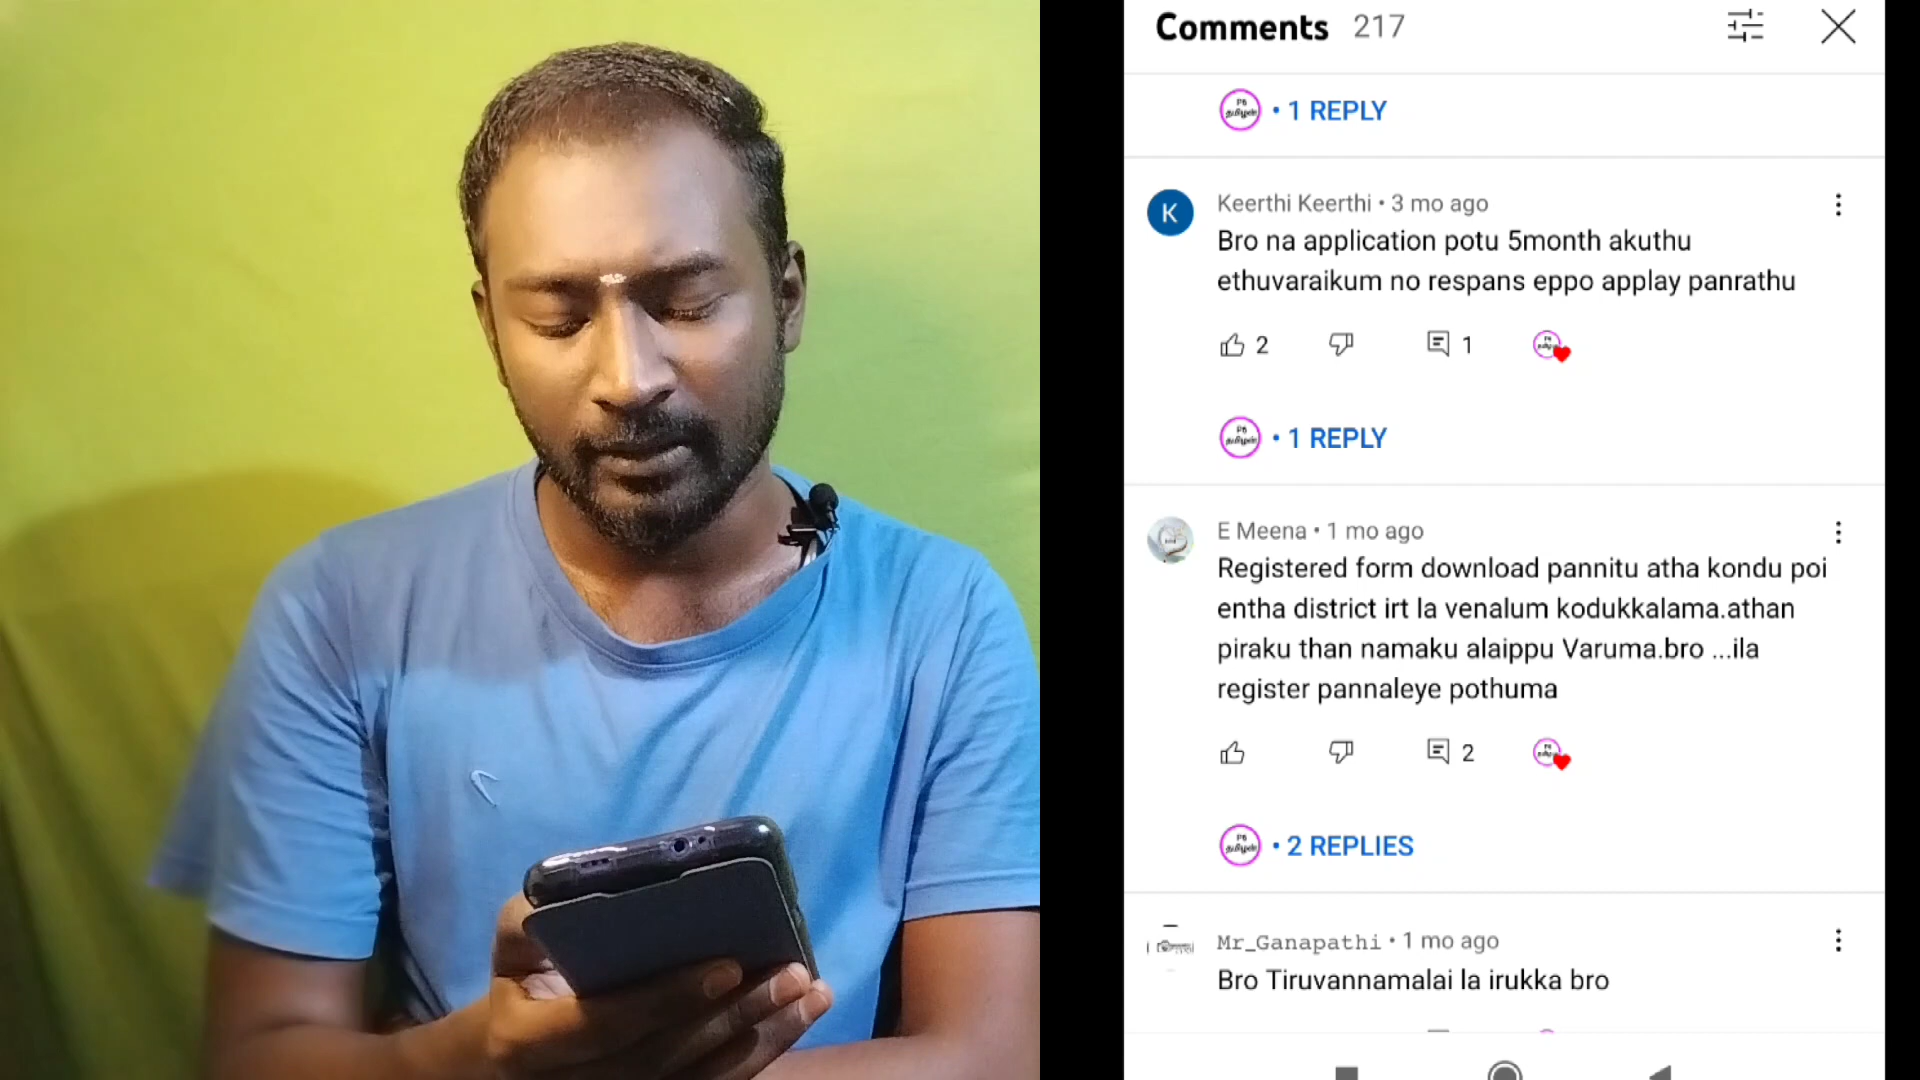 Comments 217
• 1 REPLY
K
Keerthi Keerthi • 3 mo ago
Bro na application potu 5month akuthu
ethuvaraikum no respans eppo applay panrathu
2 1
• 1 REPLY
E Meena • 1 mo ago
Registered form download pannitu atha kondu poi
entha district irt la venalum kodukkalama.athan
piraku than namaku alaippu Varuma.bro ...ila
register pannaleye pothuma
2
• 2 REPLIES
Mr_Ganapathi • 1 mo ago
Bro Tiruvannamalai la irukka bro